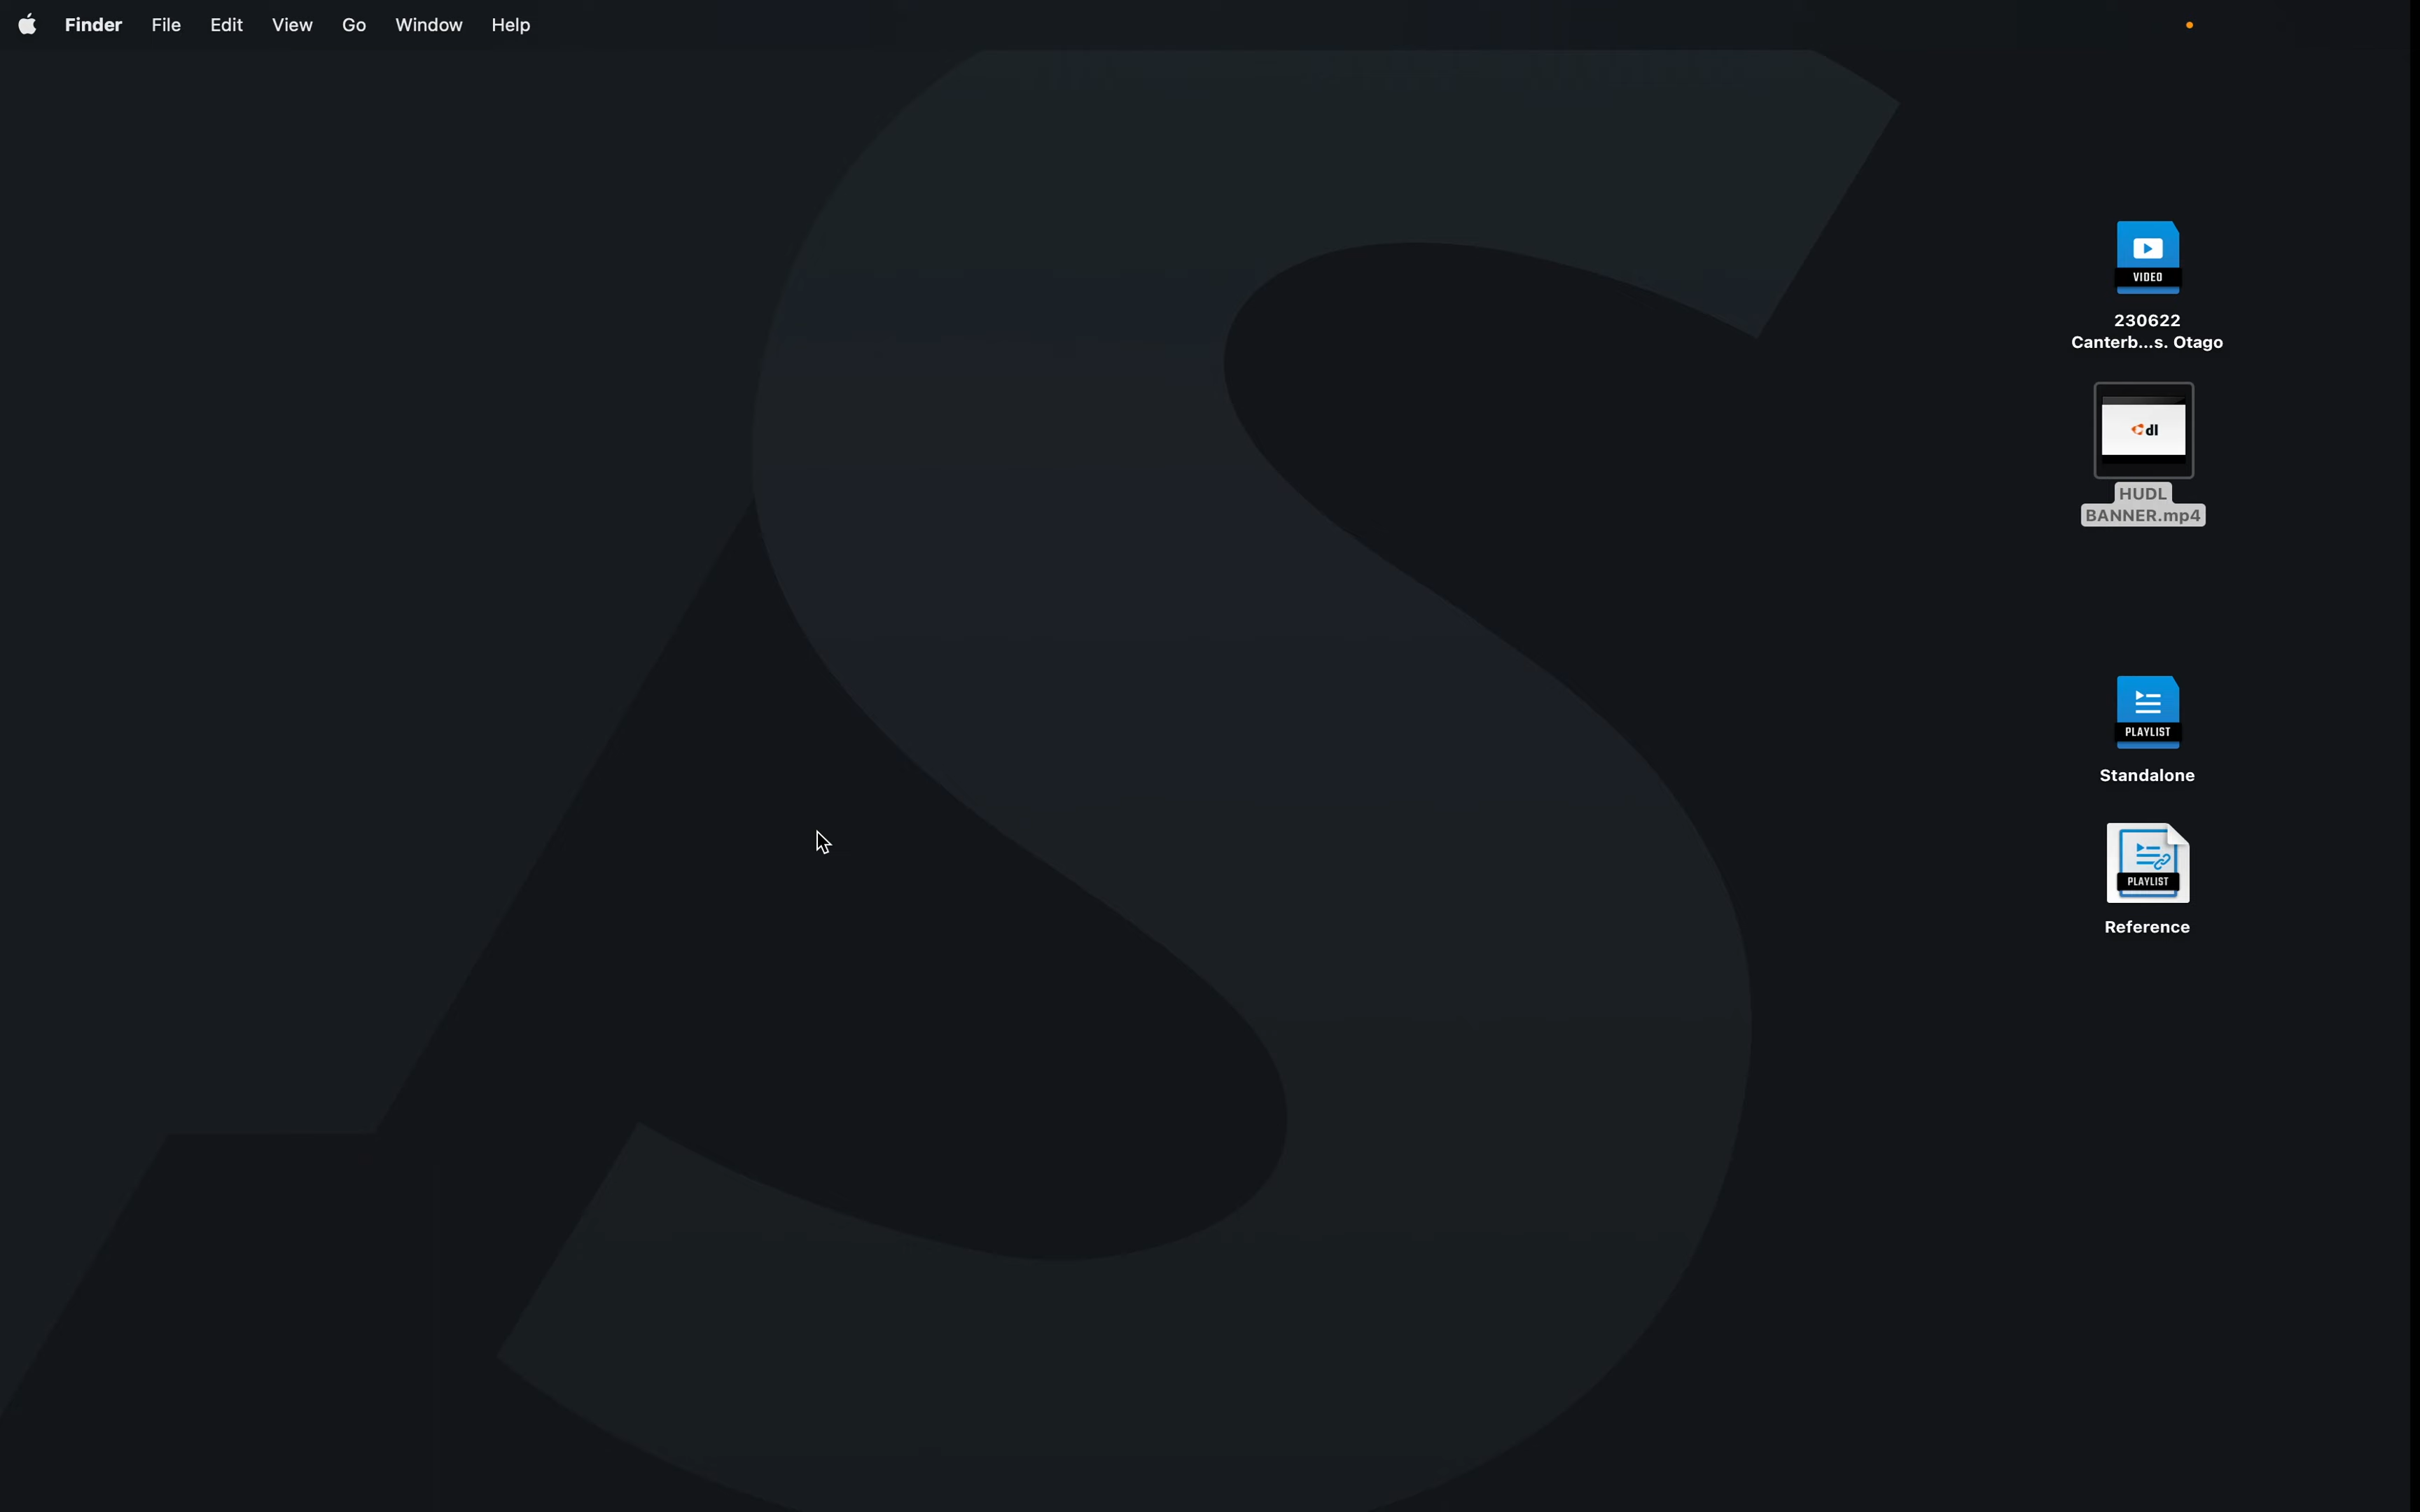 Finder File Edit View Go Window Help
VIDEO
230622
Canterb...s. Otago
dl
HUDL
BANNER.mp4
PLAYLIST
Standalone
PLAYLIST
Reference